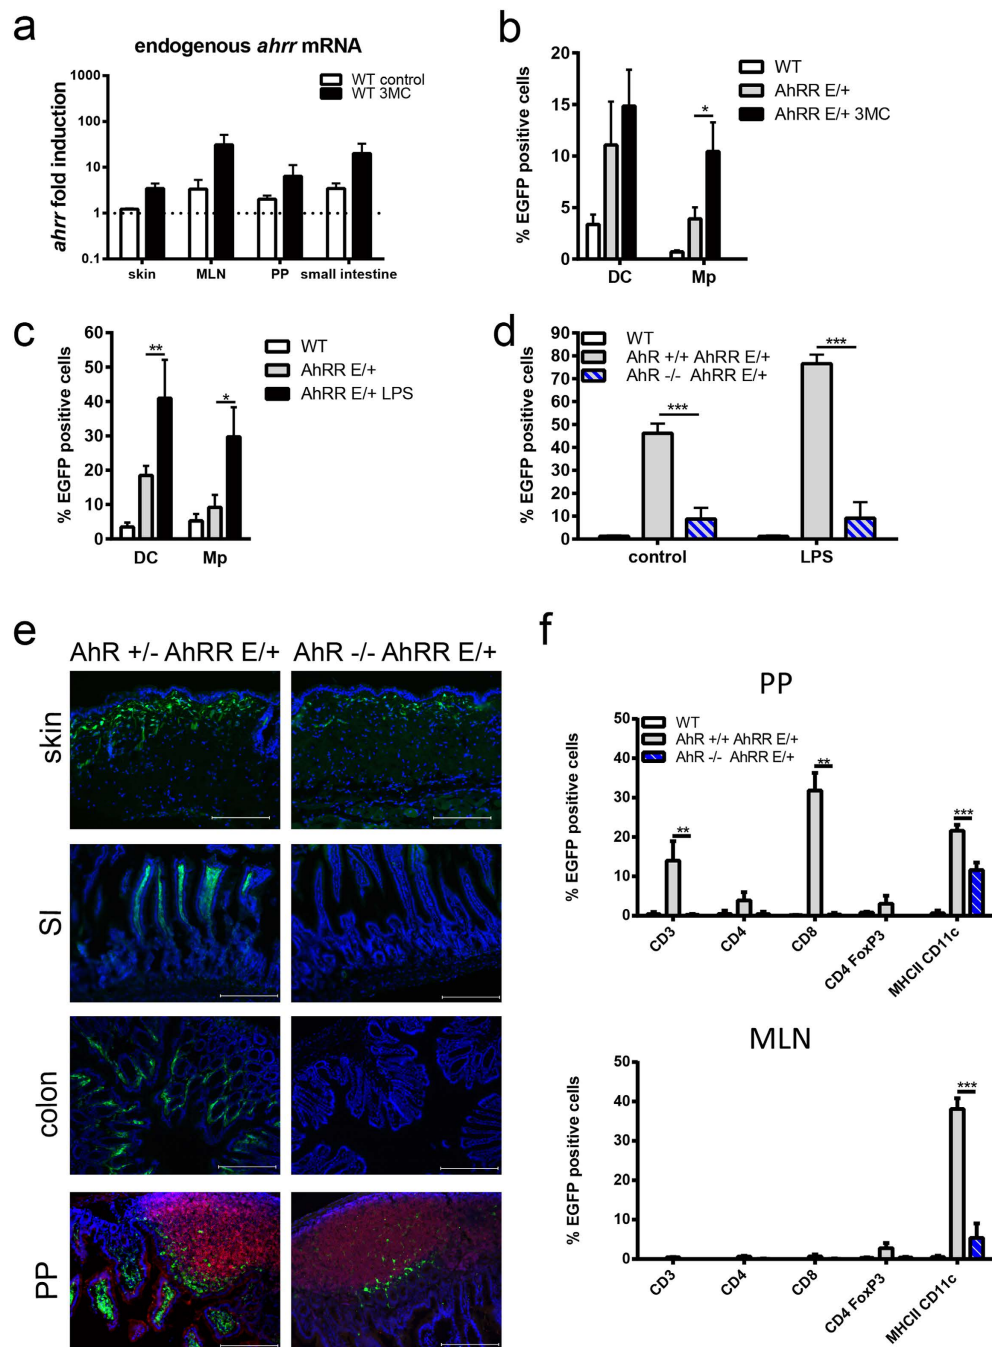 a
endogenous ahrr mRNA
ahrr fold induction
1000
100
10
1
0.1
WT control
WT 3MC
skin MLN PP small intestine
b
% EGFP positive cells
20
15
10
5
0
WT
AhRR E/+
AhRR E/+ 3MC
*
DC Mp
c
% EGFP positive cells
60
50
40
30
20
10
0
WT
AhRR E/+
AhRR E/+ LPS
**
*
DC Mp
d
% EGFP positive cells
90
80
70
60
50
40
30
20
10
0
WT
AhR +/+ AhRR E/+
AhR -/- AhRR E/+
***
***
control LPS
e
AhR +/- AhRR E/+ AhR -/- AhRR E/+
skin
SI
colon
PP
f
PP
% EGFP positive cells
50
40
30
20
10
0
WT
AhR +/+ AhRR E/+
AhR -/- AhRR E/+
**
**
***
CD3
CD4
CD8
CD4 FoxP3
MHCII CD11c
MLN
% EGFP positive cells
50
40
30
20
10
0
***
CD3
CD4
CD8
CD4 FoxP3
MHCII CD11c